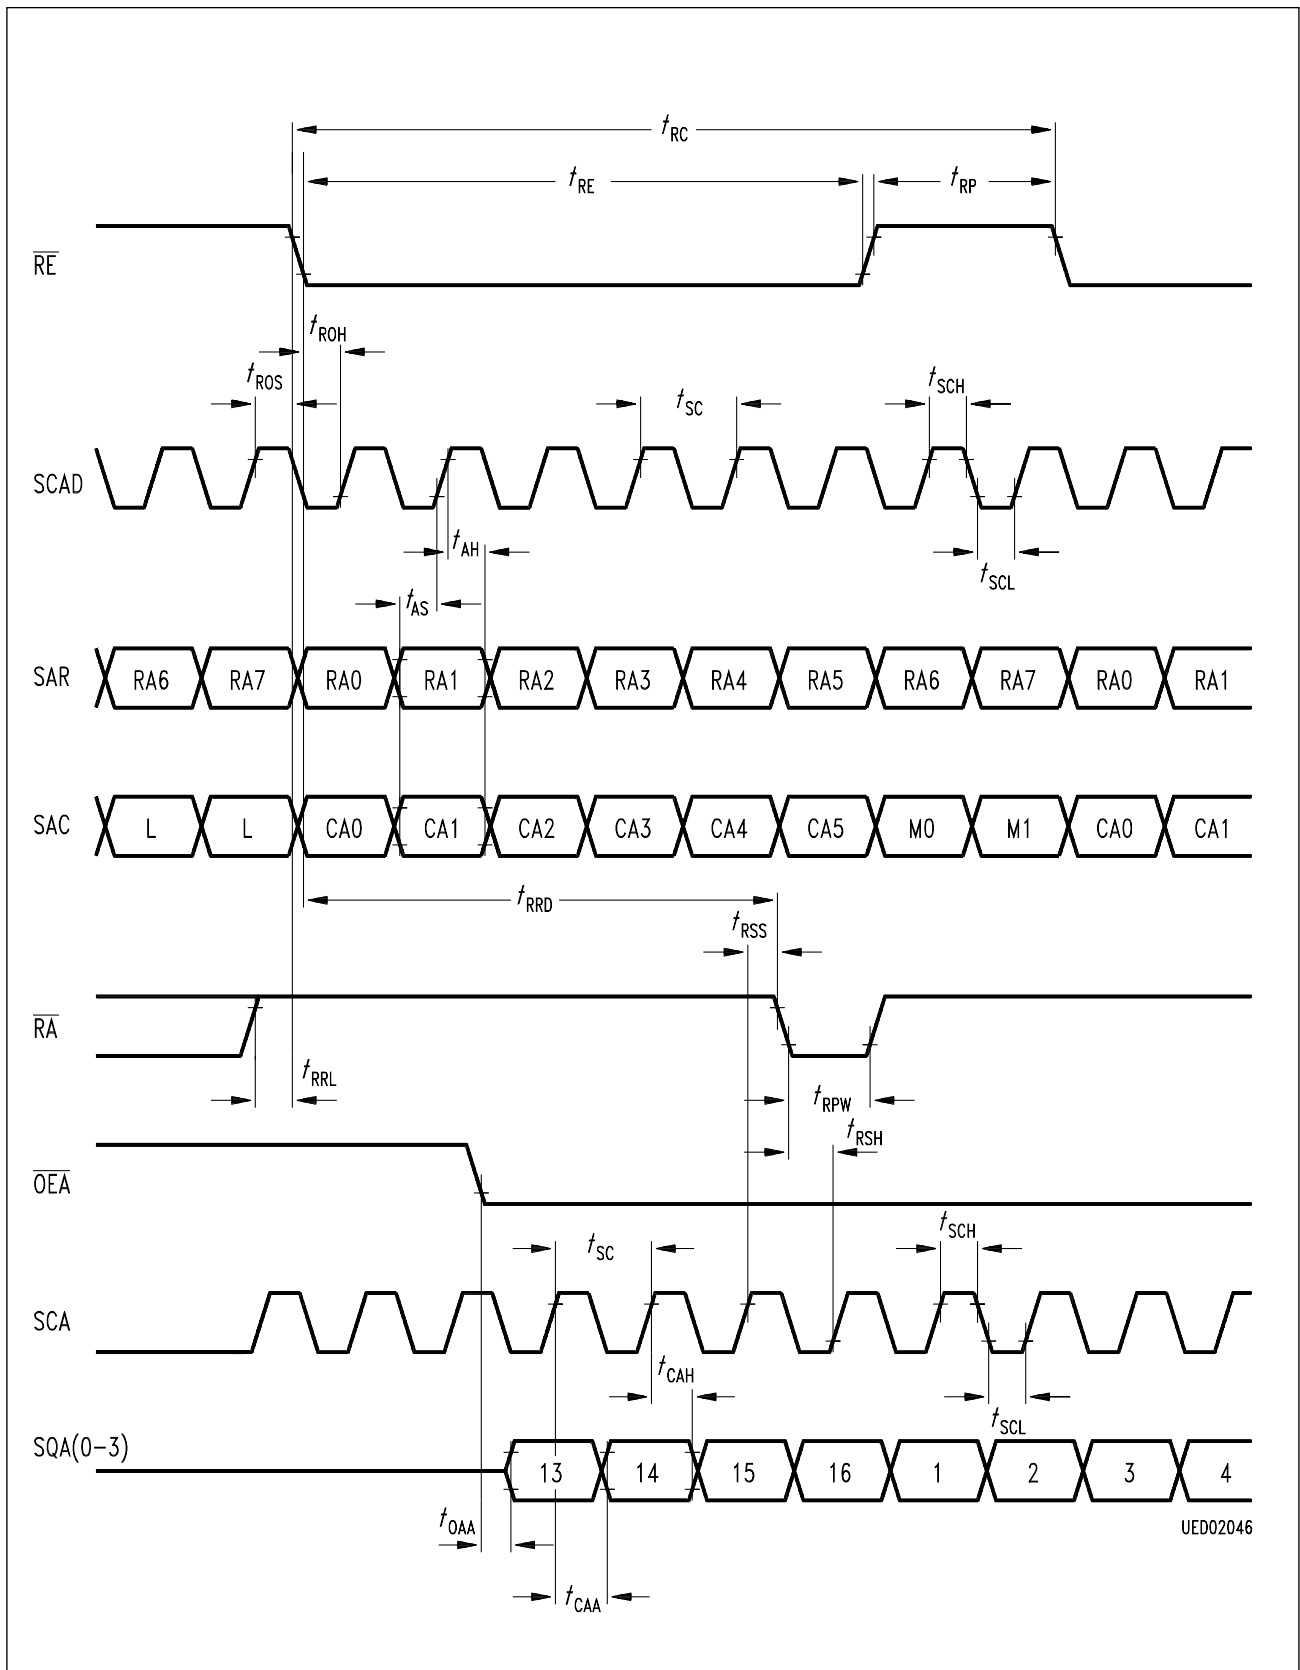 tRC
tRE tRP
RE
tROH
tROS tSC tSCH
SCAD
tAH
tSCL
tAS
SAR RA6 RA7 RA0 RA1 RA2 RA3 RA4 RA5 RA6 RA7 RA0 RA1
SAC L L CA0 CA1 CA2 CA3 CA4 CA5 M0 M1 CA0 CA1
tRRD
tRSS
RA
tRRL
tRPW
tRSH
OEA
tSC tSCH
SCA
tCAH
tSCL
SQA(0-3)
13 14 15 16 1 2 3 4
tOAA
UED02046
tCAA